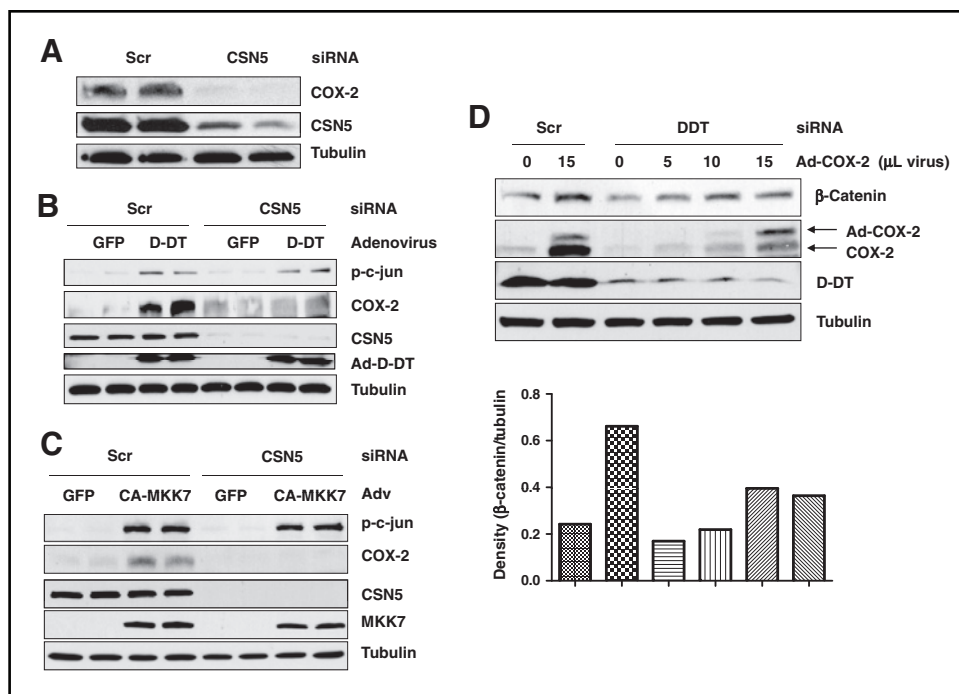 A
Scr CSN5 siRNA
COX-2
CSN5
Tubulin
B
Scr CSN5 siRNA
GFP D-DT GFP D-DT Adenovirus
p-c-jun
COX-2
CSN5
Ad-D-DT
Tubulin
C
Scr CSN5 siRNA
GFP CA-MKK7 GFP CA-MKK7 Adv
p-c-jun
COX-2
CSN5
MKK7
Tubulin
D
Scr DDT siRNA
0 15 0 5 10 15 Ad-COX-2 (μL virus)
β-Catenin
Ad-COX-2
COX-2
D-DT
Tubulin
Density (β-catenin/tubulin
0.8
0.6
0.4
0.2
0.0